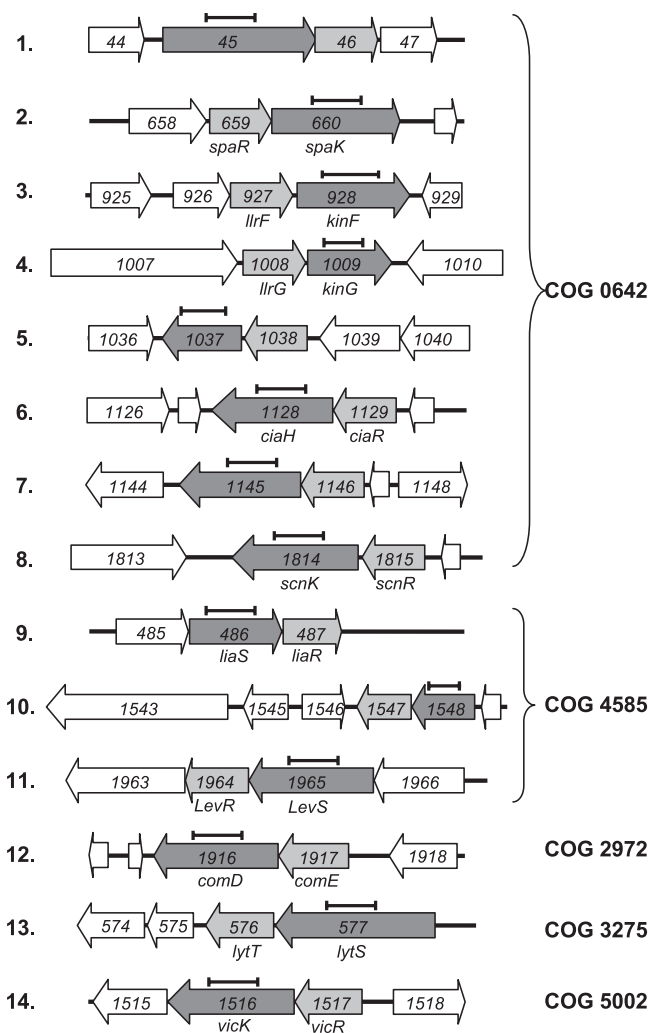 1. 44 45 46 47
2. 658 659 660
spaR spaK
3. 925 926 927 928 929
llrF kinF
4. 1007 1008 1009 1010
llrG kinG
COG 0642
5. 1036 1037 1038 1039 1040
6. 1126 1128 1129
ciaH ciaR
7. 1144 1145 1146 1148
8. 1813 1814 1815
scnK scnR
9. 485 486 487
liaS liaR
10. 1543 1545 1546 1547 1548 COG 4585
11. 1963 1964 1965 1966
LevR LevS
12. 1916 1917 1918 COG 2972
comD comE
13. 574 575 576 577 COG 3275
lytT lytS
14. 1515 1516 1517 1518 COG 5002
vicK vicR